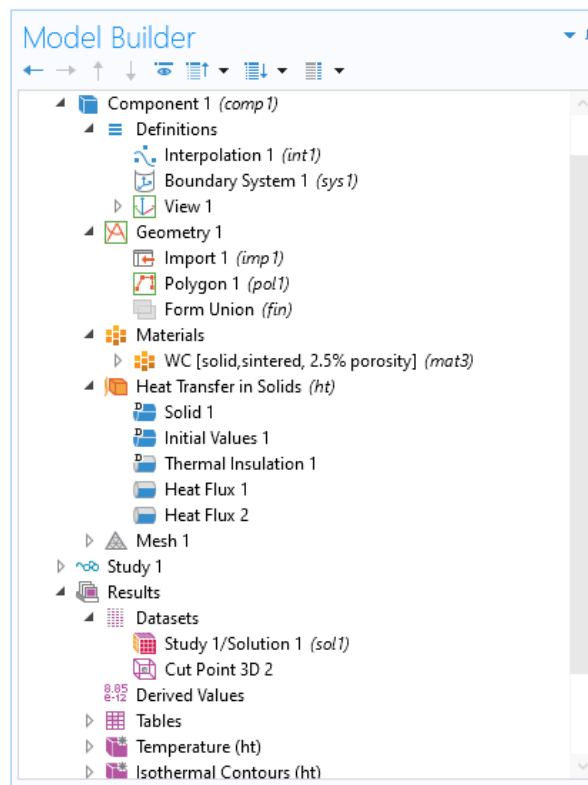 Model Builder
Component 1 (comp1)
Definitions
Interpolation 1 (int1)
Boundary System 1 (sys1)
View 1
Geometry 1
Import 1 (imp1)
Polygon 1 (pol1)
Form Union (fin)
Materials
WC [solid,sintered, 2.5% porosity] (mat3)
Heat Transfer in Solids (ht)
D Solid 1
D Initial Values 1
D Thermal Insulation 1
Heat Flux 1
Heat Flux 2
Mesh 1
Study 1
Results
Datasets
Study 1/Solution 1 (sol1)
Cut Point 3D 2
8.85
e-12 Derived Values
Tables
Temperature (ht)
Isothermal Contours (ht)